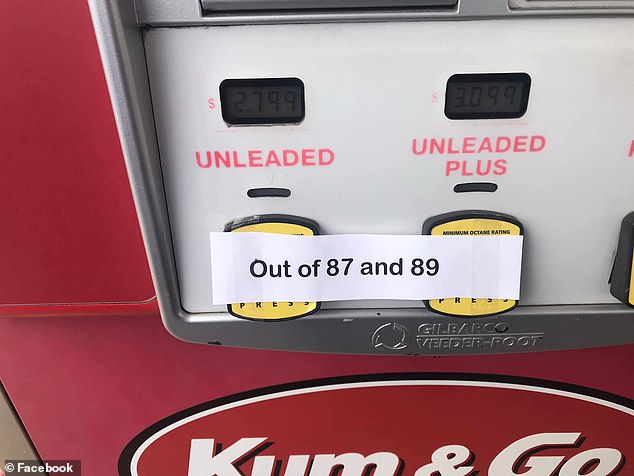 $ 2.799
$ 3.099
UNLEADED
UNLEADED
PLUS
MINIMUM OCTANE RATING
Out of 87 and 89
PRESS
PRESS
GILBARCO
VEEDER-ROOT
Kum & Go
© Facebook